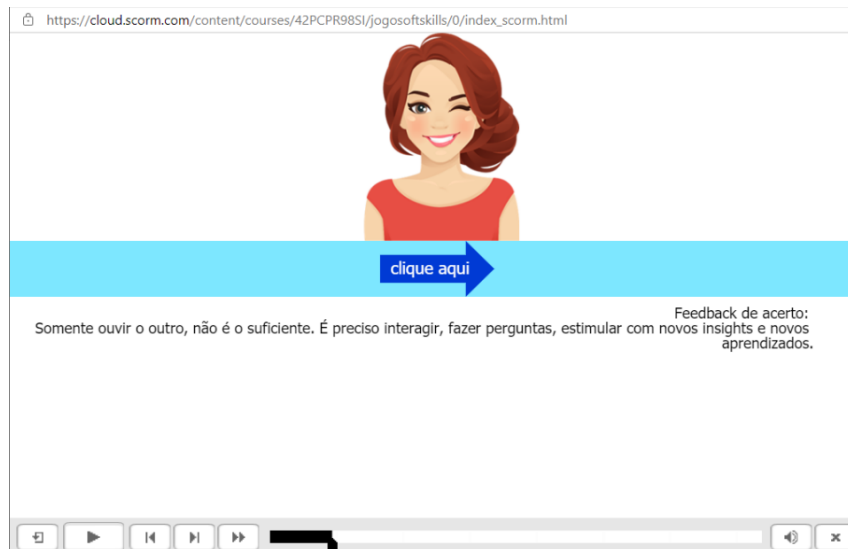 https://cloud.scorm.com/content/courses/42PCPR98SI/jogosoftskills/0/index_scorm.html
clique aqui
Feedback de acerto:
Somente ouvir o outro, não é o suficiente. É preciso interagir, fazer perguntas, estimular com novos insights e novos
aprendizados.